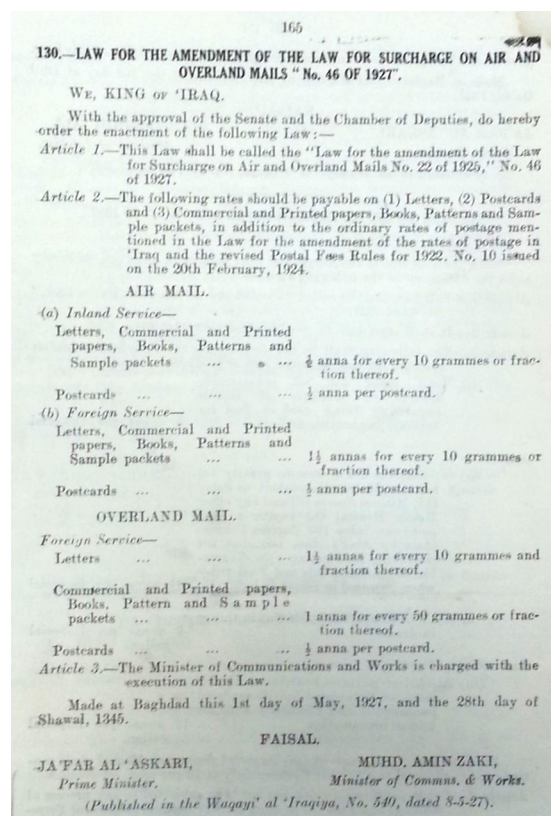 165
130.—LAW FOR THE AMENDMENT OF THE LAW FOR SURCHARGE ON AIR AND
OVERLAND MAILS “ No. 46 OF 1927”.
WE, KING OF ‘IRAQ.
With the approval of the Senate and the Chamber of Deputies, do hereby
order the enactment of the following Law:—
Article 1.—This Law shall be called the “Law for the amendment of the Law
for Surcharge on Air and Overland Mails No. 22 of 1925,” No. 46
of 1927.
Article 2.—The following rates should be payable on (1) Letters, (2) Postcards
and (3) Commercial and Printed papers, Books, Patterns and Sam-
ple packets, in addition to the ordinary rates of postage men-
tioned in the Law for the amendment of the rates of postage in
‘Iraq and the revised Postal Fees Rules for 1922. No. 10 issued
on the 20th February, 1924.
AIR MAIL.
(a) Inland Service—
Letters, Commercial and Printed
papers, Books, Patterns and
Sample packets ... ... anna for every 10 grammes or frac-
tion thereof.
Postcards ... ... ... ½ anna per postcard.
(b) Foreign Service—
Letters, Commercial and Printed
papers, Books, Patterns and
Sample packets ... ... 1½ annas for every 10 grammes or
fraction thereof.
Postcards ... ... ... ½ anna per postcard.
OVERLAND MAIL.
Foreign Service—
Letters ... ... ... 1½ annas for every 10 grammes and
fraction thereof.
Commercial and Printed papers,
Books, Pattern and Sample
packets ... ... ... 1 anna for every 50 grammes or frac-
tion thereof.
Postcards ... ... ... ½ anna per postcard.
Article 3.—The Minister of Communications and Works is charged with the
execution of this Law.
Made at Baghdad this 1st day of May, 1927, and the 28th day of
Shawal, 1345.
FAISAL.
JA‘FAR AL ‘ASKARI, MUHD. AMIN ZAKI,
Prime Minister. Minister of Commns. & Works.
(Published in the Waqayi‘ al ‘Iraqiya, No. 540, dated 8-5-27).